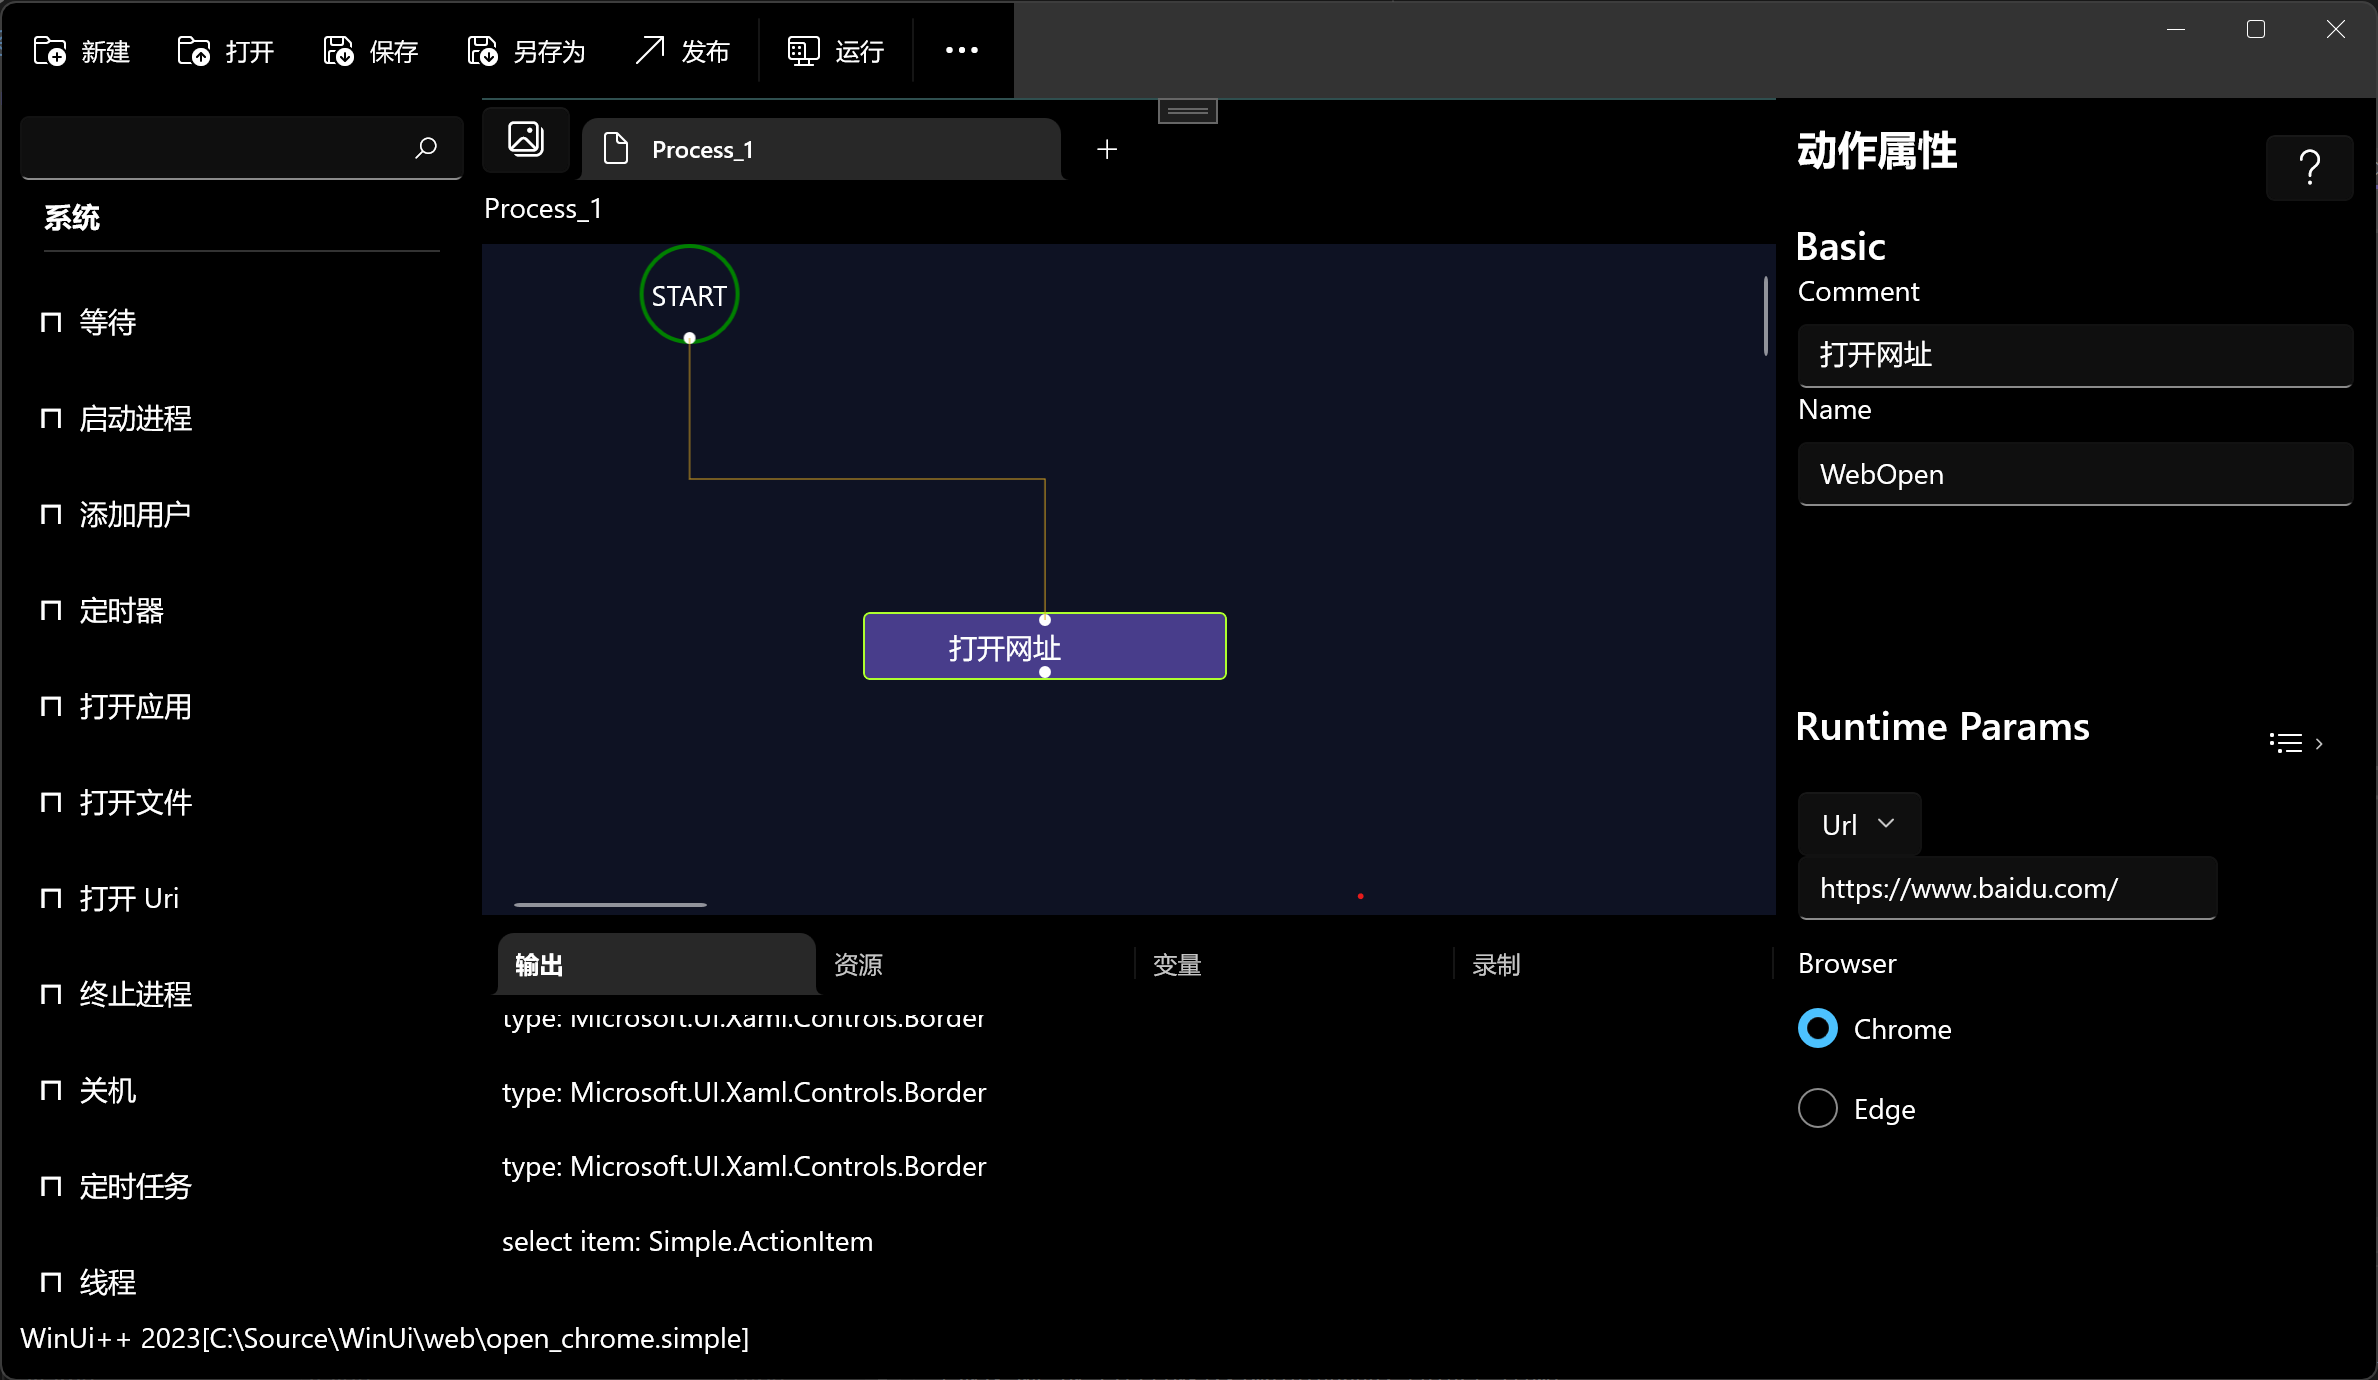 新建 打开 保存 另存为 发布 运行
Process_1
Process_1
系统
等待
启动进程
添加用户
定时器
打开应用
打开文件
打开 Uri
终止进程
关机
定时任务
线程
START
打开网址
输出 资源 变量 录制
type: Microsoft.UI.Xaml.Controls.Border
type: Microsoft.UI.Xaml.Controls.Border
type: Microsoft.UI.Xaml.Controls.Border
select item: Simple.ActionItem
动作属性
Basic
Comment
打开网址
Name
WebOpen
Runtime Params
Url
https://www.baidu.com/
Browser
Chrome
Edge
WinUi++ 2023[C:\Source\WinUi\web\open_chrome.simple]